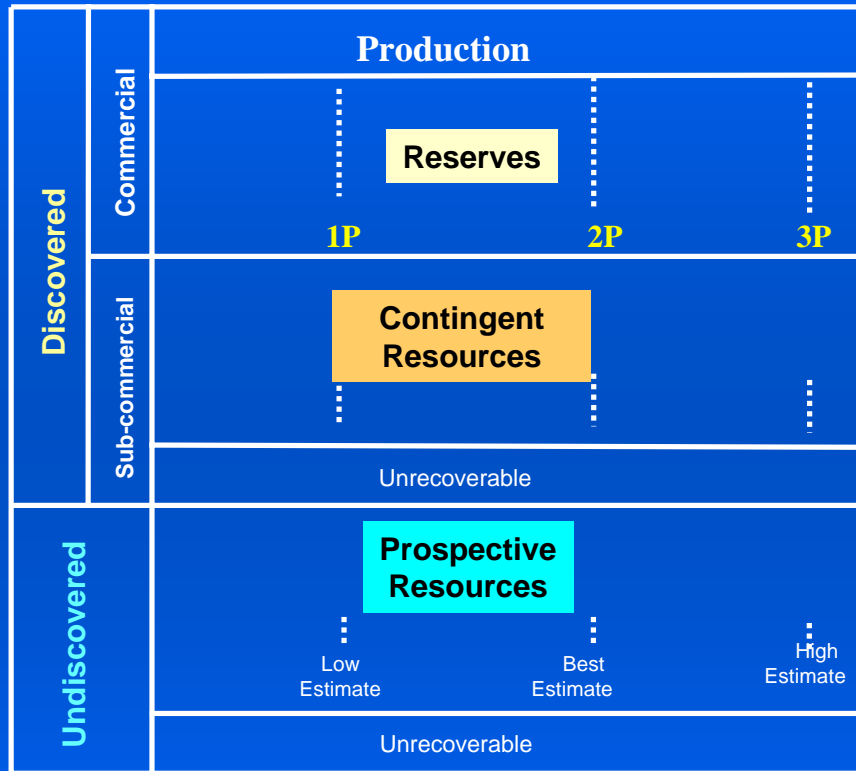 Discovered
Commercial
Production
Reserves
1P 2P 3P
Sub-commercial
Contingent
Resources
Unrecoverable
Undiscovered
Prospective
Resources
Low
Estimate
Best
Estimate
High
Estimate
Unrecoverable